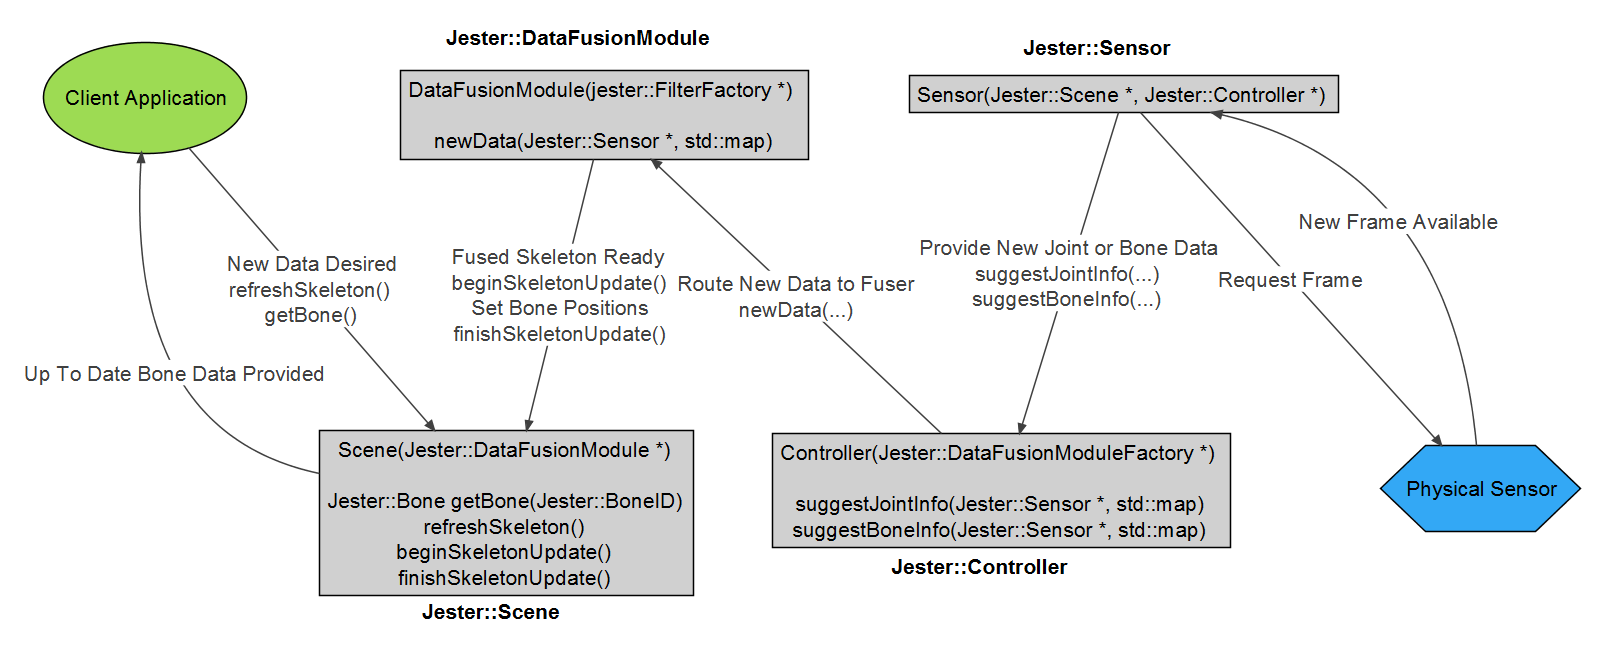 Jester::DataFusionModule
Jester::Sensor
Client Application
DataFusionModule(jester::FilterFactory *)
newData(Jester::Sensor *, std::map)
Sensor(Jester::Scene *, Jester::Controller *)
New Data Desired
refreshSkeleton()
getBone()
Fused Skeleton Ready
beginSkeletonUpdate()
Set Bone Positions
finishSkeletonUpdate()
Route New Data to Fuser
newData(...)
Provide New Joint or Bone Data
suggestJointInfo(...)
suggestBoneInfo(...)
New Frame Available
Request Frame
Up To Date Bone Data Provided
Scene(Jester::DataFusionModule *)
Jester::Bone getBone(Jester::BoneID)
refreshSkeleton()
beginSkeletonUpdate()
finishSkeletonUpdate()
Jester::Scene
Controller(Jester::DataFusionModuleFactory *)
suggestJointInfo(Jester::Sensor *, std::map)
suggestBoneInfo(Jester::Sensor *, std::map)
Jester::Controller
Physical Sensor